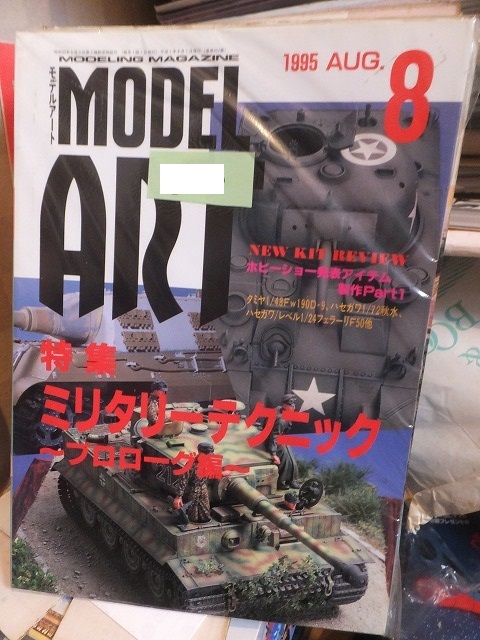 MODELING MAGAZINE
モデルアート
MODEL
ART
1995 AUG. 8
NEW KIT REVIEW
ホビーショー発表アイテム
製作Part1
タミヤ1/48Fw190D-9、ハセガワ1/72秋水、
ハセガワ/レベル1/24フェラーリF50他
特集
ミリタリーテクニック
〜プロローグ編〜